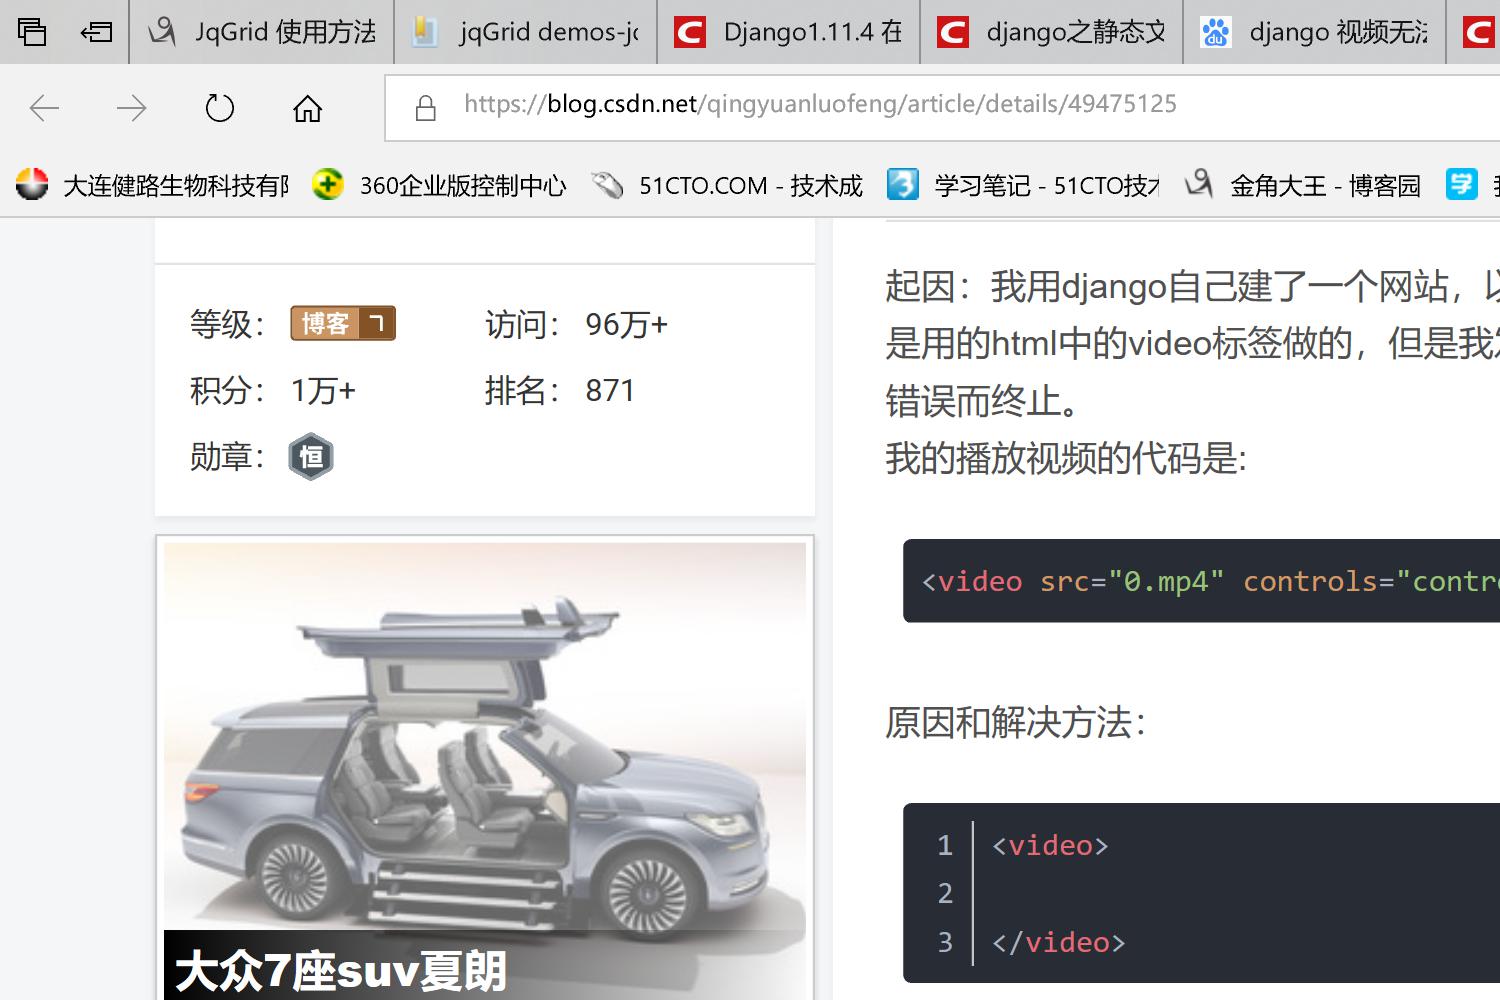 JqGrid 使用方法
jqGrid demos-jc
Django1.11.4 在
django之静态文
django 视频无法
https://blog.csdn.net/qingyuanluofeng/article/details/49475125
大连健路生物科技有限
360企业版控制中心
51CTO.COM - 技术成
学习笔记 - 51CTO技术
金角大王 - 博客园
等级： 博客 7 访问： 96万+
积分： 1万+ 排名： 871
勋章： 恒
大众7座suv夏朗
起因：我用django自己建了一个网站，以
是用的html中的video标签做的，但是我发
错误而终止。
我的播放视频的代码是:
<video src="0.mp4" controls="contro
原因和解决方法：
1 <video>
2
3 </video>